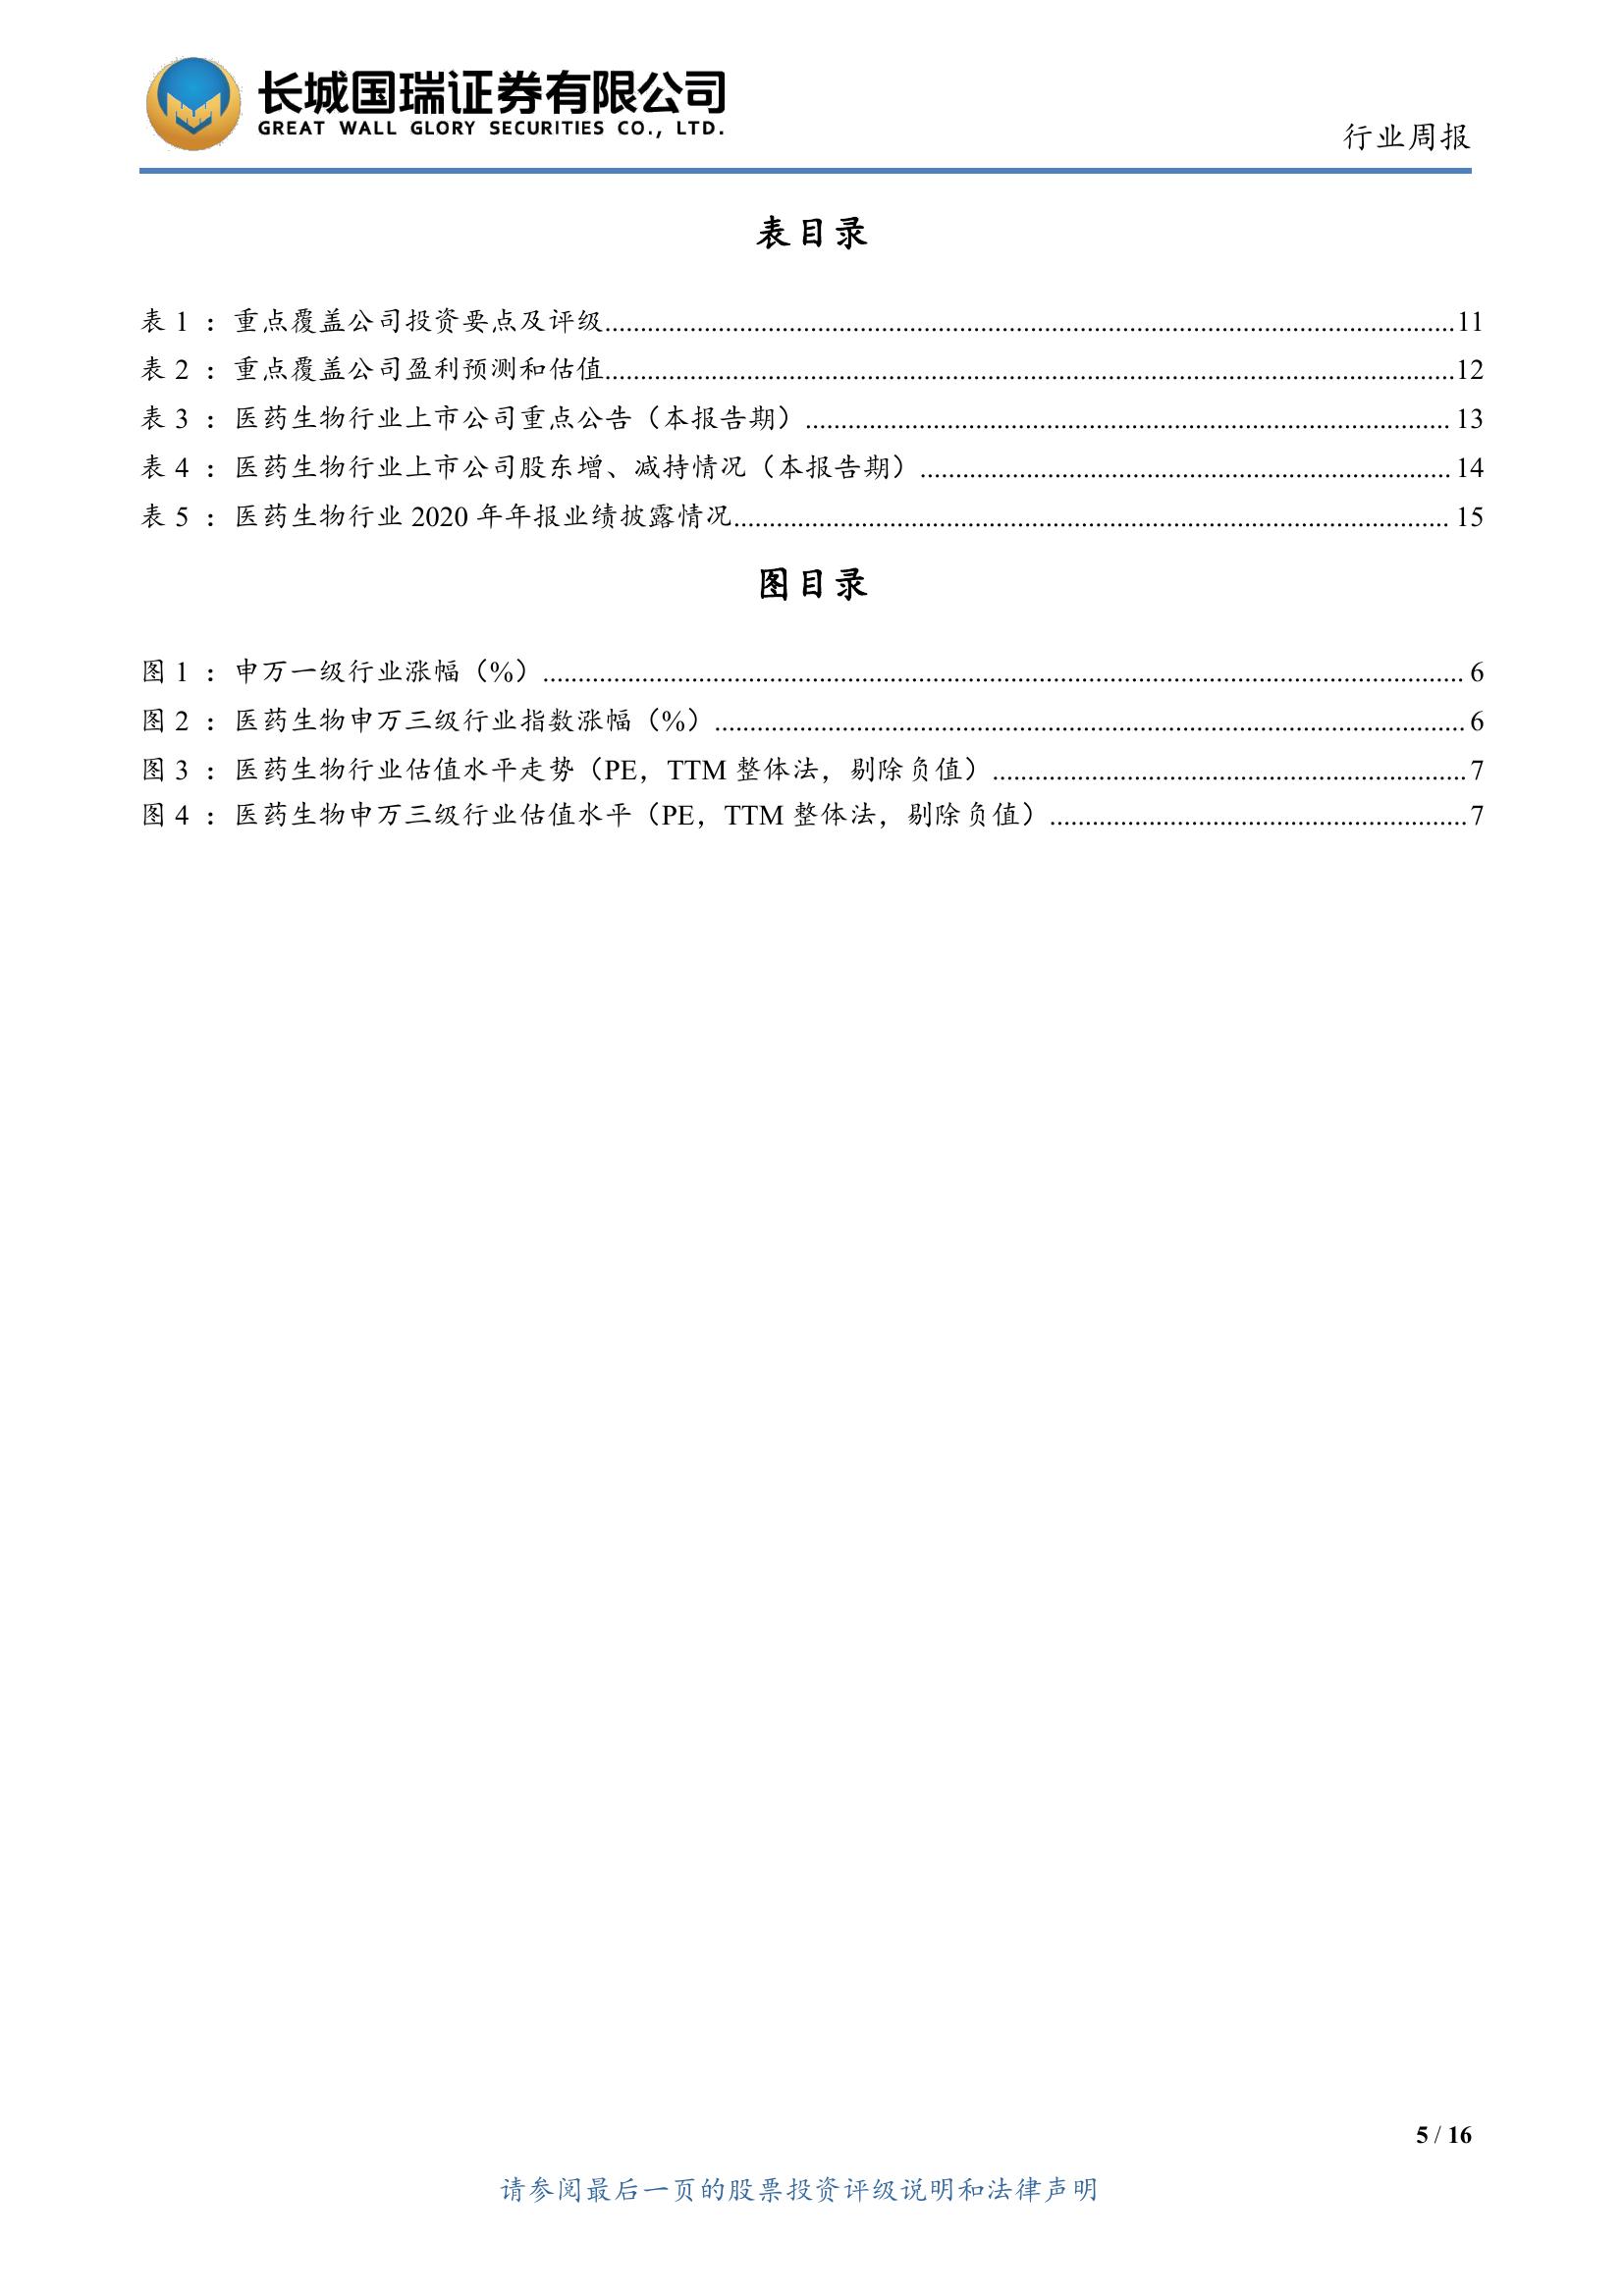 长城国瑞证券有限公司
GREAT WALL GLORY SECURITIES CO., LTD.
行业周报
表目录
表 1 ：重点覆盖公司投资要点及评级....................11
表 2 ：重点覆盖公司盈利预测和估值....................12
表 3 ：医药生物行业上市公司重点公告（本报告期）.................... 13
表 4 ：医药生物行业上市公司股东增、减持情况（本报告期）.................... 14
表 5 ：医药生物行业 2020 年年报业绩披露情况.................... 15
图目录
图 1 ：申万一级行业涨幅（%）.................... 6
图 2 ：医药生物申万三级行业指数涨幅（%）.................... 6
图 3 ：医药生物行业估值水平走势（PE，TTM 整体法，剔除负值）.................... 7
图 4 ：医药生物申万三级行业估值水平（PE，TTM 整体法，剔除负值）.................... 7
5 / 16
请参阅最后一页的股票投资评级说明和法律声明